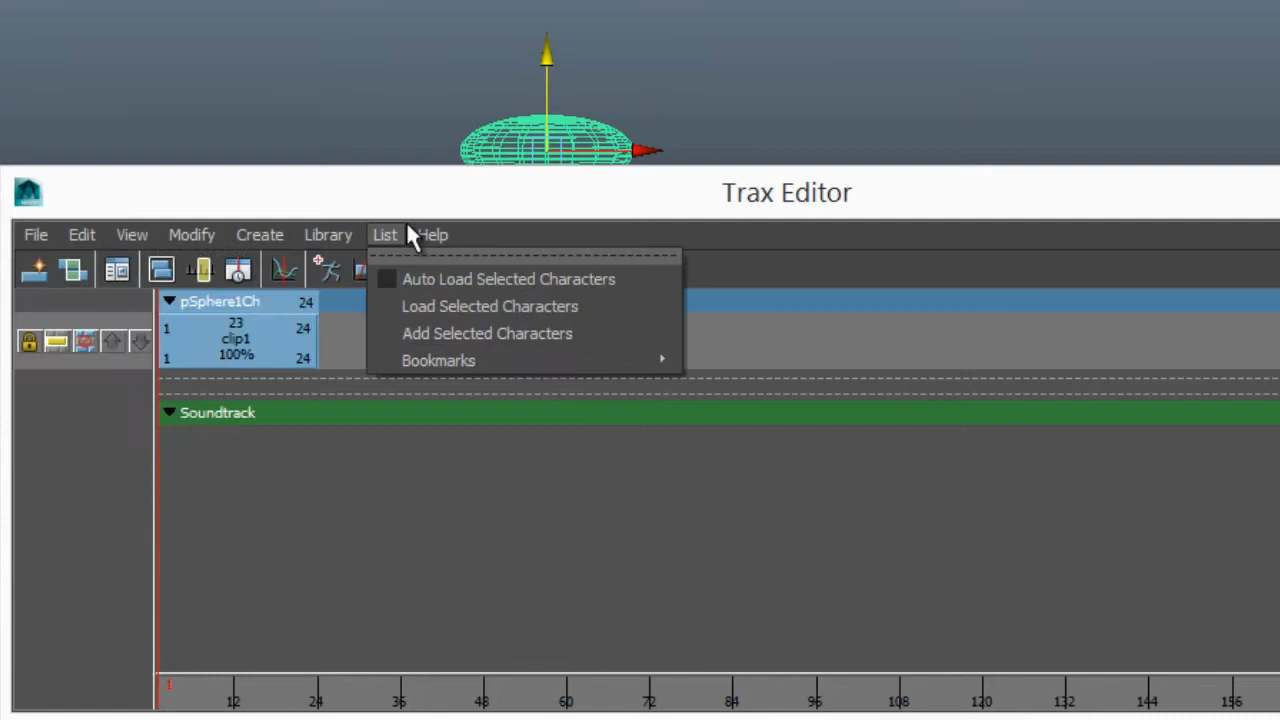 Trax Editor
File Edit View Modify Create Library List Help
Auto Load Selected Characters
Load Selected Characters
Add Selected Characters
Bookmarks
pSphere1Ch 24
1 23 24
clip1
1 100% 24
Soundtrack
1
12 24 36 48 60 72 84 96 108 120 132 144 156